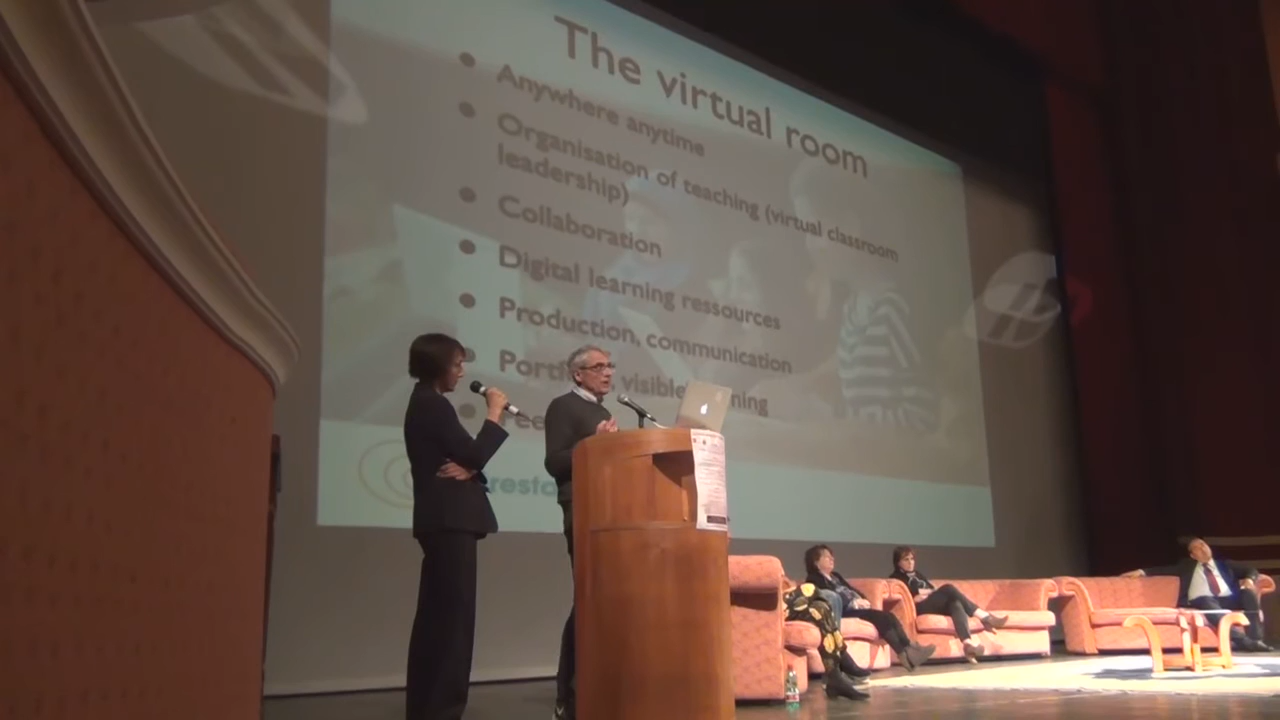 The virtual room
Anywhere anytime
Organisation of teaching (virtual classroom
leadership)
Collaboration
Digital learning ressources
Production, communication
visible